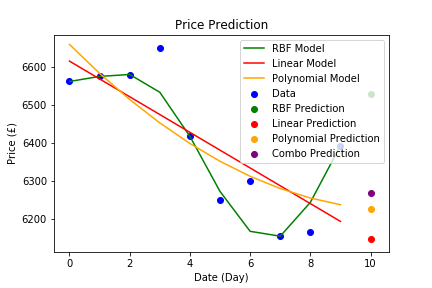 Price Prediction
RBF Model
Linear Model
Polynomial Model
Data
RBF Prediction
Linear Prediction
Polynomial Prediction
Combo Prediction
6600
6500
6400
6300
6200
Price (£)
0 2 4 6 8 10
Date (Day)